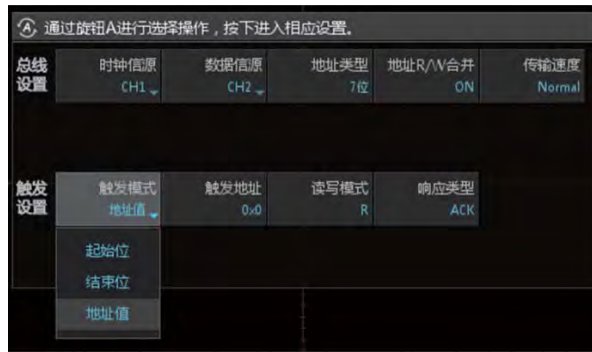 Ⓐ 通过旋钮A进行选择操作，按下进入相应设置。
总线设置 时钟信源 数据信源 地址类型 地址R/W合并 传输速度
CH1 CH2 7位 ON Normal
触发设置 触发模式 触发地址 读写模式 响应类型
地址值 0x0 R ACK
起始位
结束位
地址值